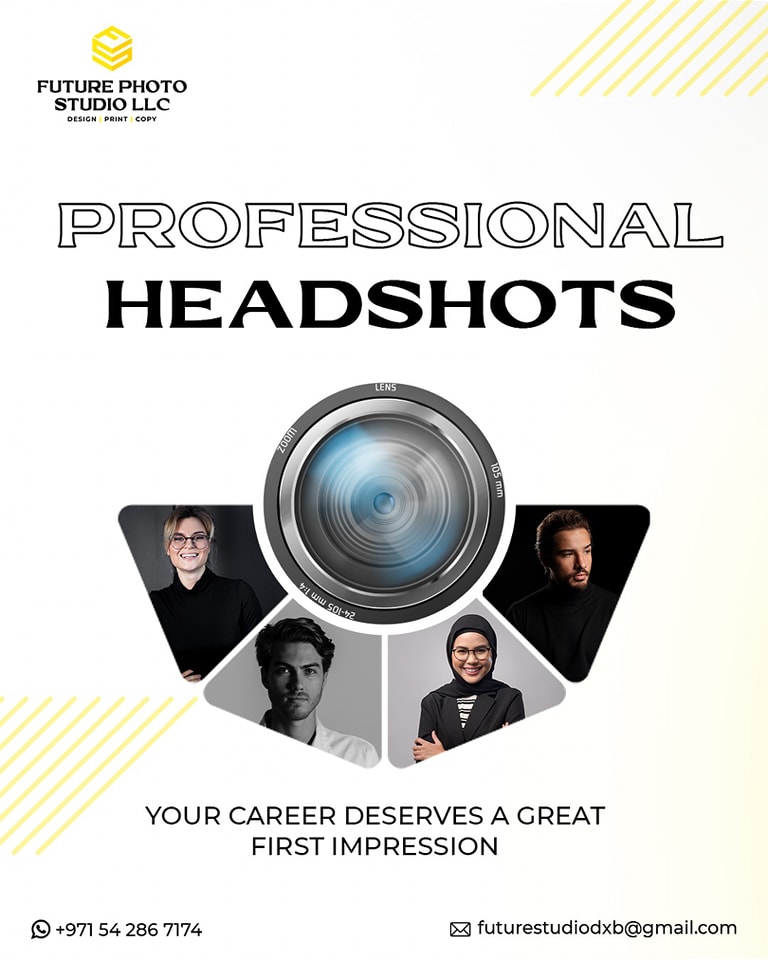 FUTURE PHOTO
STUDIO LLC
DESIGN | PRINT | COPY
PROFESSIONAL
HEADSHOTS
LENS
ZOOM
105 mm
24-105 mm 1:4
YOUR CAREER DESERVES A GREAT
FIRST IMPRESSION
+971 54 286 7174
futurestudiodxb@gmail.com